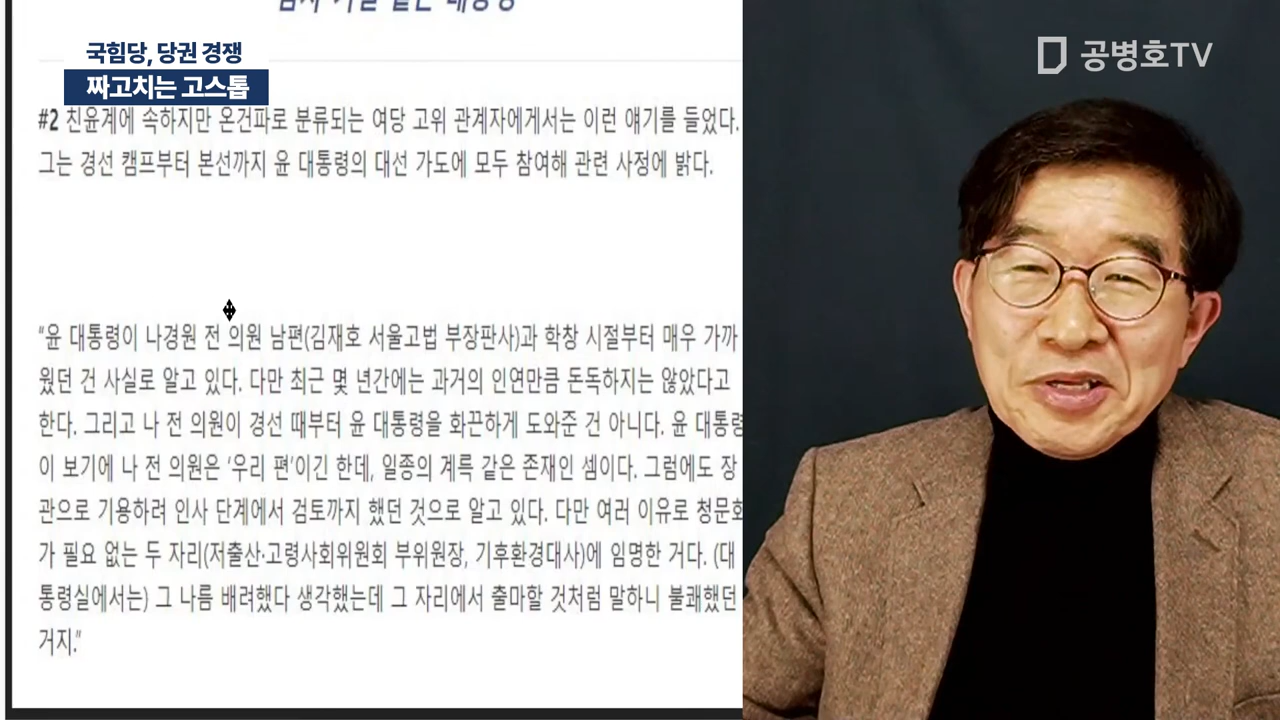 국힘당, 당권 경쟁
짜고치는 고스톱
공병호TV
#2 친윤계에 속하지만 온건파로 분류되는 여당 고위 관계자에게서는 이런 얘기를 들었다.
그는 경선 캠프부터 본선까지 윤 대통령의 대선 가도에 모두 참여해 관련 사정에 밝다.
“윤 대통령이 나경원 전 의원 남편(김재호 서울고법 부장판사)과 학창 시절부터 매우 가까
웠던 건 사실로 알고 있다. 다만 최근 몇 년간에는 과거의 인연만큼 돈독하지는 않았다고
한다. 그리고 나 전 의원이 경선 때부터 윤 대통령을 화끈하게 도와준 건 아니다. 윤 대통령
이 보기에 나 전 의원은 ‘우리 편’이긴 한데, 일종의 계륵 같은 존재인 셈이다. 그럼에도 장
관으로 기용하려 인사 단계에서 검토까지 했던 것으로 알고 있다. 다만 여러 이유로 청문회
가 필요 없는 두 자리(저출산·고령사회위원회 부위원장, 기후환경대사)에 임명한 거다. (대
통령실에서는) 그 나름 배려했다 생각했는데 그 자리에서 출마할 것처럼 말하니 불쾌했던
거지.”